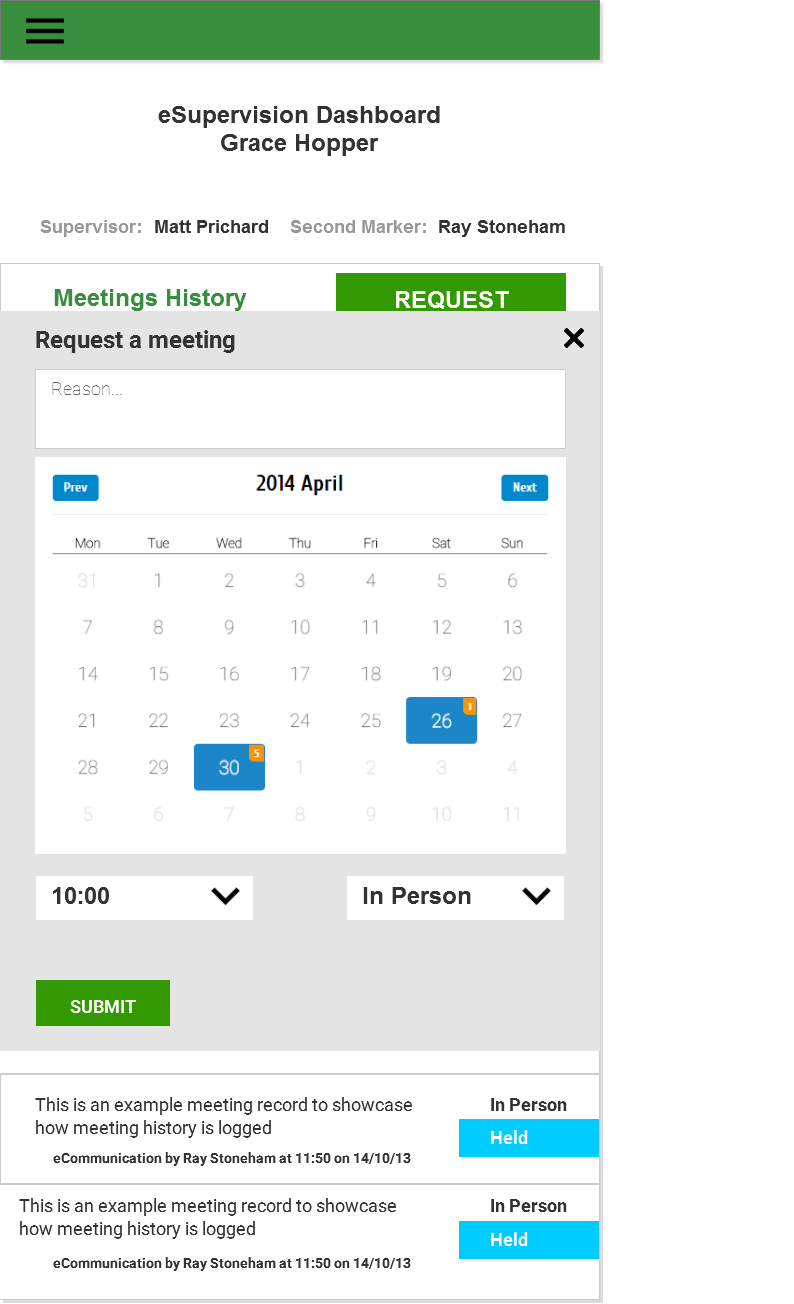 eSupervision Dashboard
Grace Hopper
Supervisor: Matt Prichard Second Marker: Ray Stoneham
Meetings History REQUEST
Request a meeting
Reason...
Prev 2014 April Next
Mon Tue Wed Thu Fri Sat Sun
31 1 2 3 4 5 6
7 8 9 10 11 12 13
14 15 16 17 18 19 20
21 22 23 24 25 26 1 27
28 29 30 5 1 2 3 4
5 6 7 8 9 10 11
10:00 In Person
SUBMIT
This is an example meeting record to showcase In Person
how meeting history is logged Held
eCommunication by Ray Stoneham at 11:50 on 14/10/13
This is an example meeting record to showcase In Person
how meeting history is logged Held
eCommunication by Ray Stoneham at 11:50 on 14/10/13